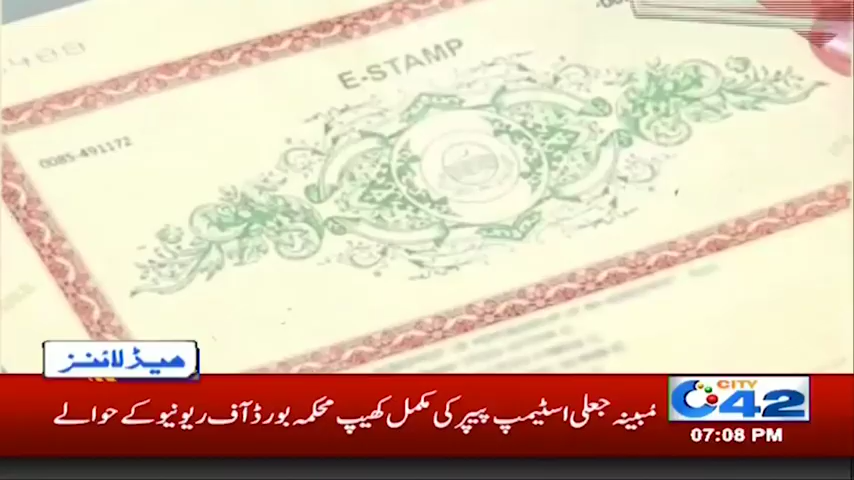 E-STAMP
0085-491172
ہیڈلائنز
مُبینہ جعلی اسٹیمپ پیپر کی مکمل کھیپ محکمہ بورڈ آف ریونیو کے حوالے
CITY
42
07:08 PM